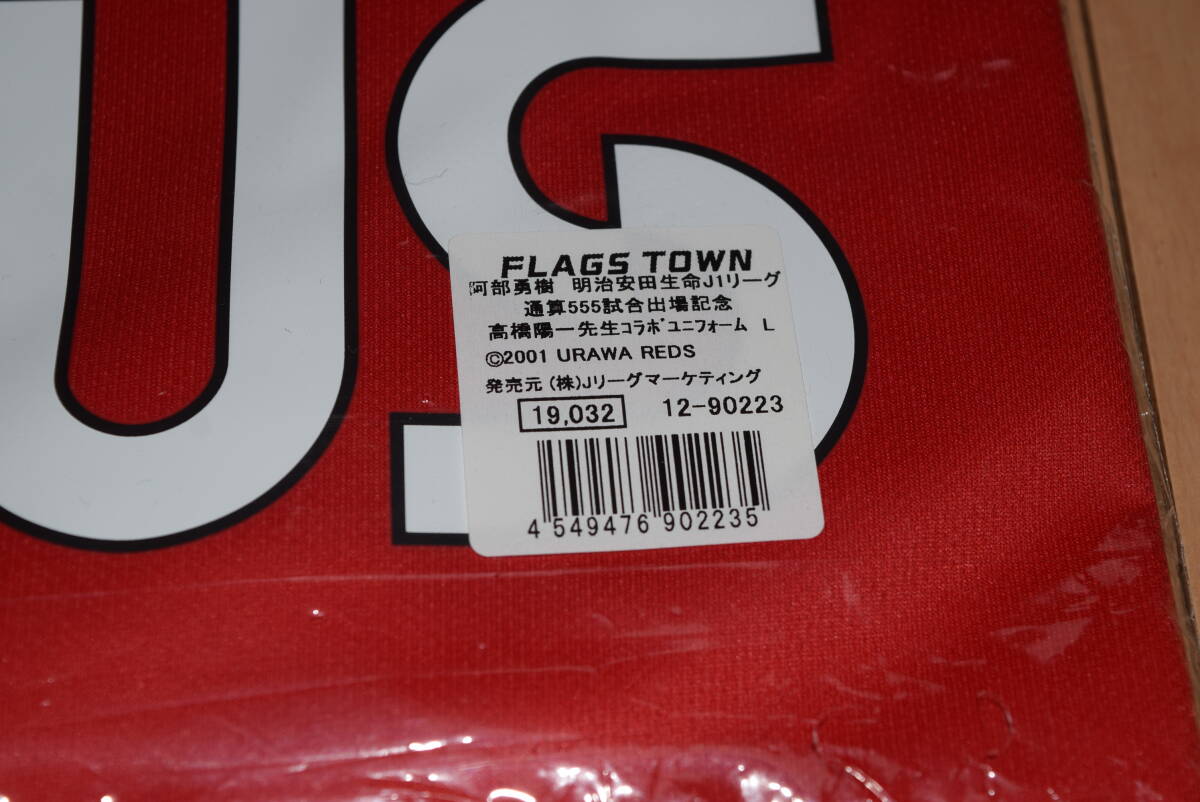 US
FLAGS TOWN
阿部勇樹 明治安田生命J1リーグ
通算555試合出場記念
高橋陽一先生コラボユニフォーム L
©2001 URAWA REDS
発売元 (株)Jリーグマーケティング
19,032 12-90223
4 549476 902235